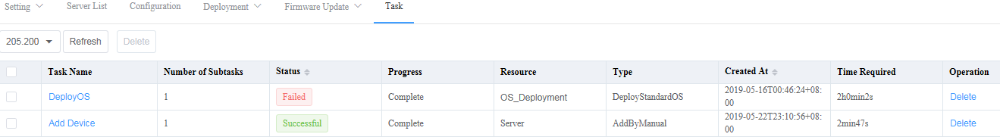 Setting Server List Configuration Deployment Firmware Update Task
205.200 Refresh Delete
Task Name Number of Subtasks Status Progress Resource Type Created At Time Required Operation
DeployOS 1 Failed Complete OS_Deployment DeployStandardOS 2019-05-16T00:46:24+08:00 2h0min2s Delete
Add Device 1 Successful Complete Server AddByManual 2019-05-22T23:10:56+08:00 2min47s Delete